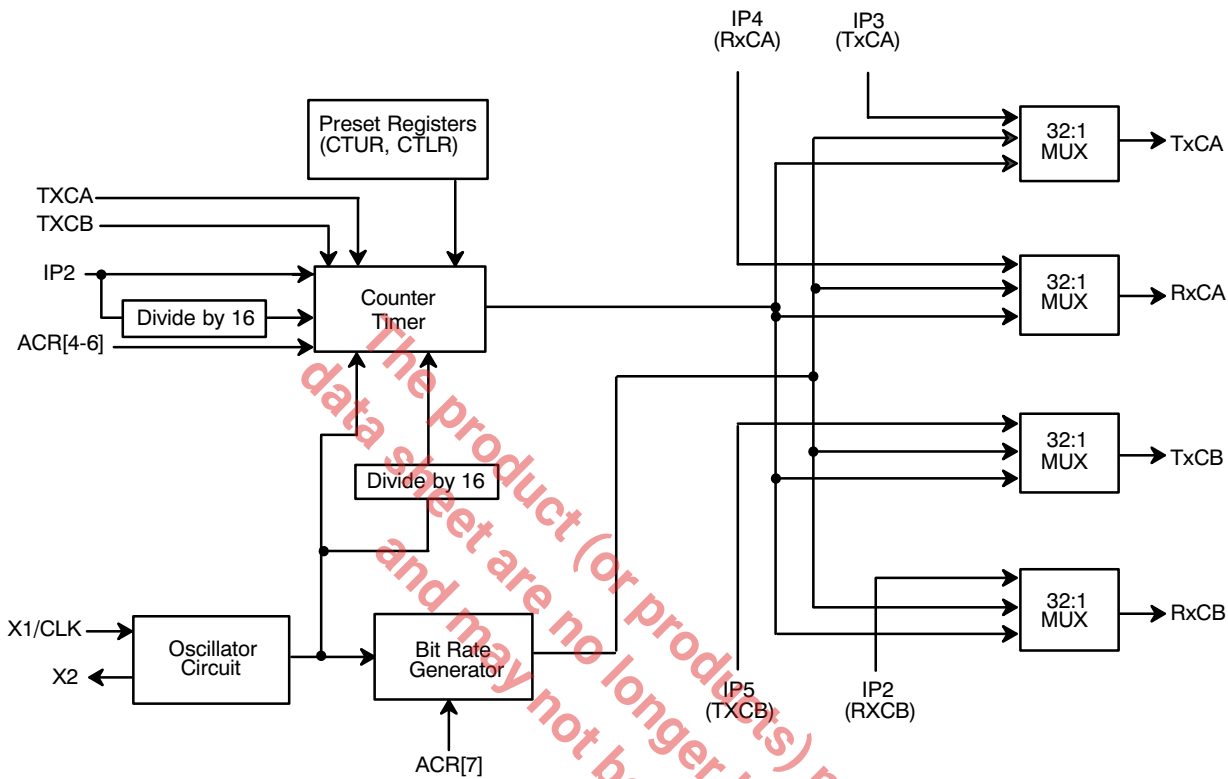 IP4
(RxCA)
IP3
(TxCA)
Preset Registers
(CTUR, CTLR)
32:1
MUX
TxCA
TXCA
TXCB
IP2
Counter
Timer
Divide by 16
ACR[4-6]
32:1
MUX
RxCA
Divide by 16
32:1
MUX
TxCB
X1/CLK
X2
Oscillator
Circuit
Bit Rate
Generator
ACR[7]
32:1
MUX
RxCB
IP5
(TXCB)
IP2
(RXCB)
The product (or products)
data sheet are no longer
and may not